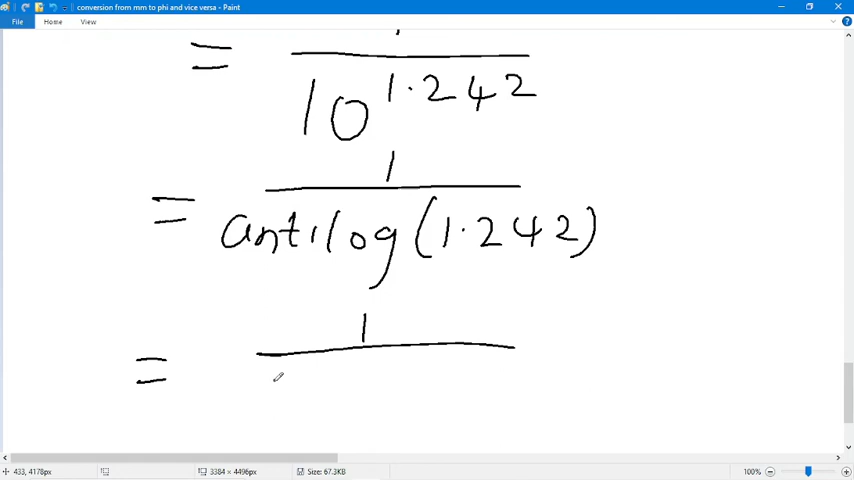 conversion from mm to phi and vice versa - Paint
File Home View
=
10^1.242
1
= antilog(1.242)
1
=
433, 4178px 3384 × 4496px Size: 67.3KB 100%